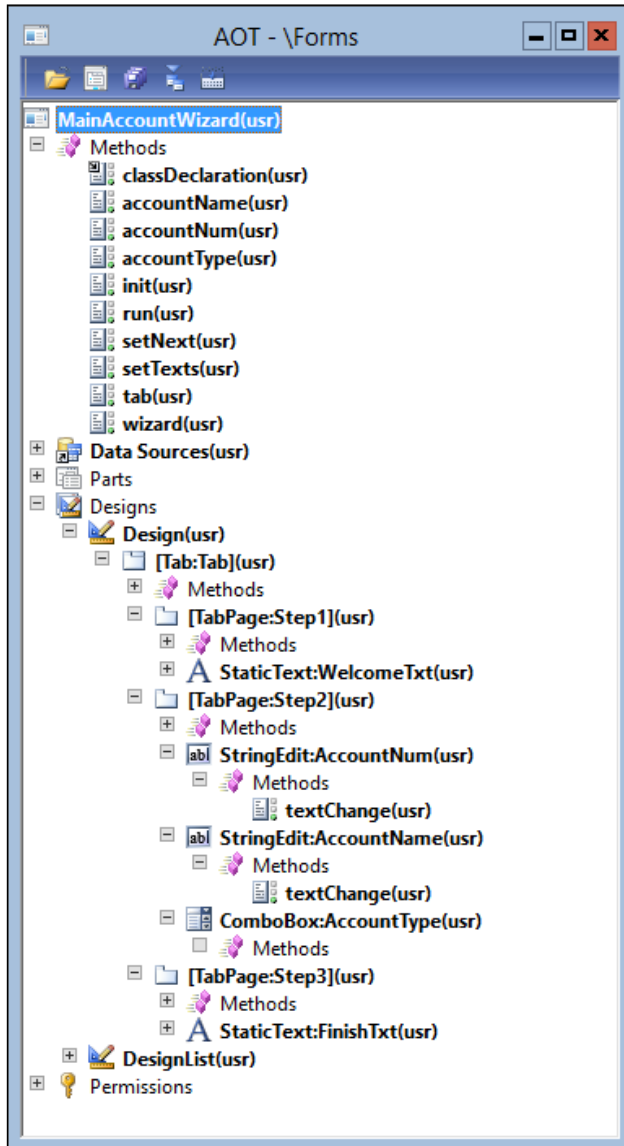 AOT - \Forms
MainAccountWizard(usr)
Methods
classDeclaration(usr)
accountName(usr)
accountNum(usr)
accountType(usr)
init(usr)
run(usr)
setNext(usr)
setTexts(usr)
tab(usr)
wizard(usr)
Data Sources(usr)
Parts
Designs
Design(usr)
[Tab:Tab](usr)
Methods
[TabPage:Step1](usr)
Methods
A StaticText:WelcomeTxt(usr)
[TabPage:Step2](usr)
Methods
abl StringEdit:AccountNum(usr)
Methods
textChange(usr)
abl StringEdit:AccountName(usr)
Methods
textChange(usr)
ComboBox:AccountType(usr)
Methods
[TabPage:Step3](usr)
Methods
A StaticText:FinishTxt(usr)
DesignList(usr)
Permissions